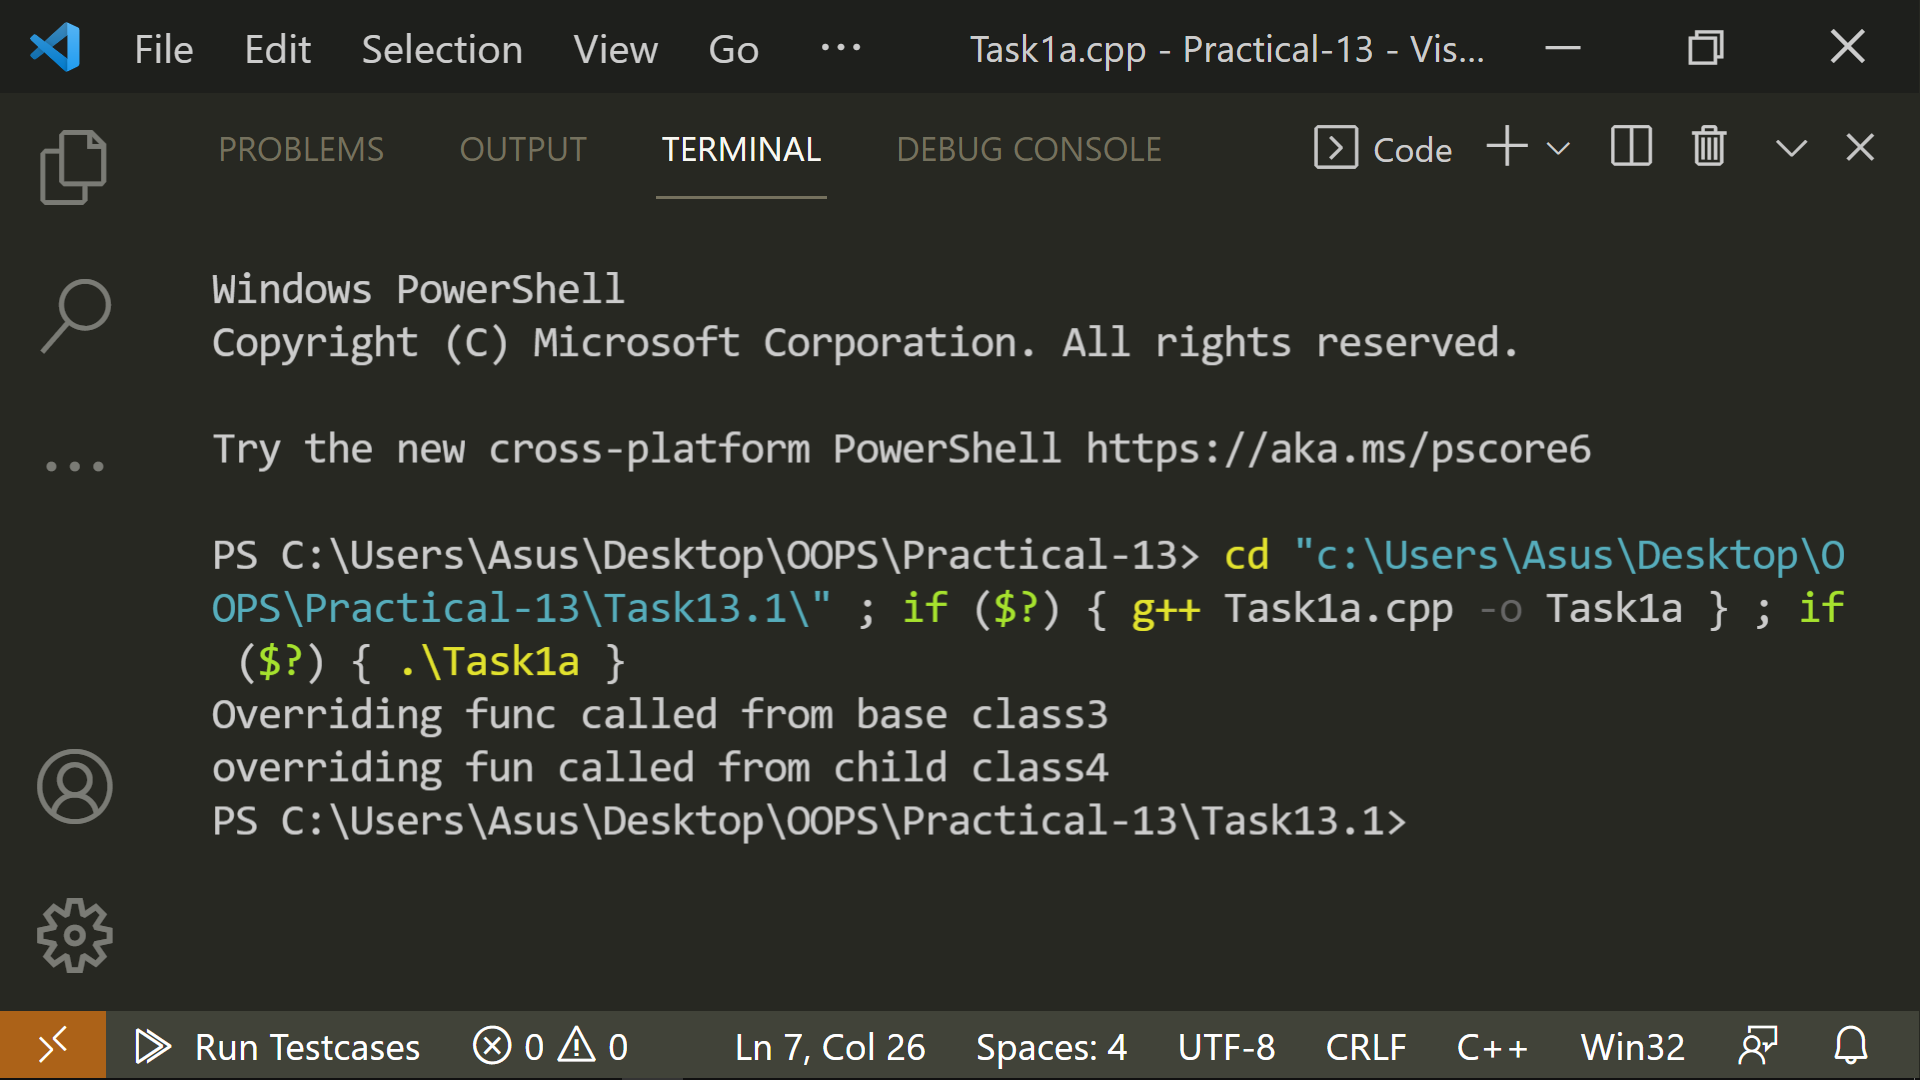 File Edit Selection View Go ... Task1a.cpp - Practical-13 - Vis...
PROBLEMS OUTPUT TERMINAL DEBUG CONSOLE Code
Windows PowerShell
Copyright (C) Microsoft Corporation. All rights reserved.
Try the new cross-platform PowerShell https://aka.ms/pscore6
PS C:\Users\Asus\Desktop\OOPS\Practical-13> cd "c:\Users\Asus\Desktop\O
OPS\Practical-13\Task13.1\" ; if ($?) { g++ Task1a.cpp -o Task1a } ; if
 ($?) { .\Task1a }
Overriding func called from base class3
overriding fun called from child class4
PS C:\Users\Asus\Desktop\OOPS\Practical-13\Task13.1>
Run Testcases 0 0 Ln 7, Col 26 Spaces: 4 UTF-8 CRLF C++ Win32